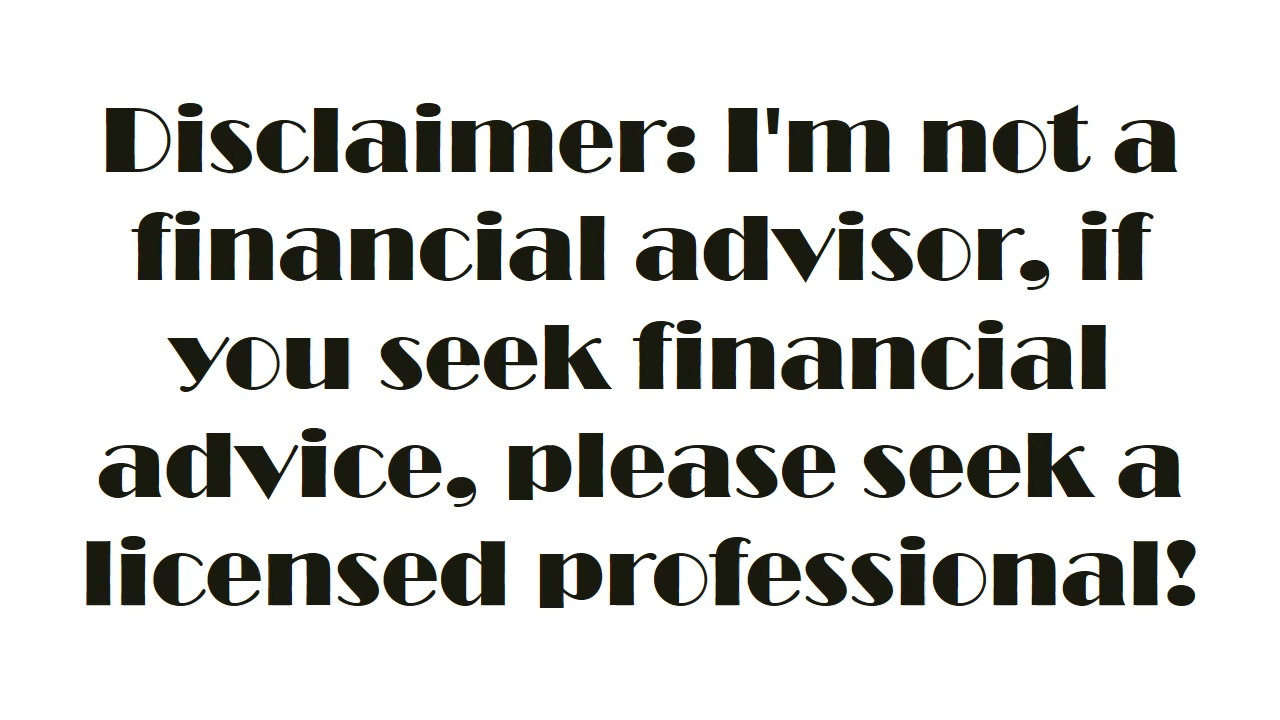 Disclaimer: I'm not a
financial advisor, if
you seek financial
advice, please seek a
licensed professional!